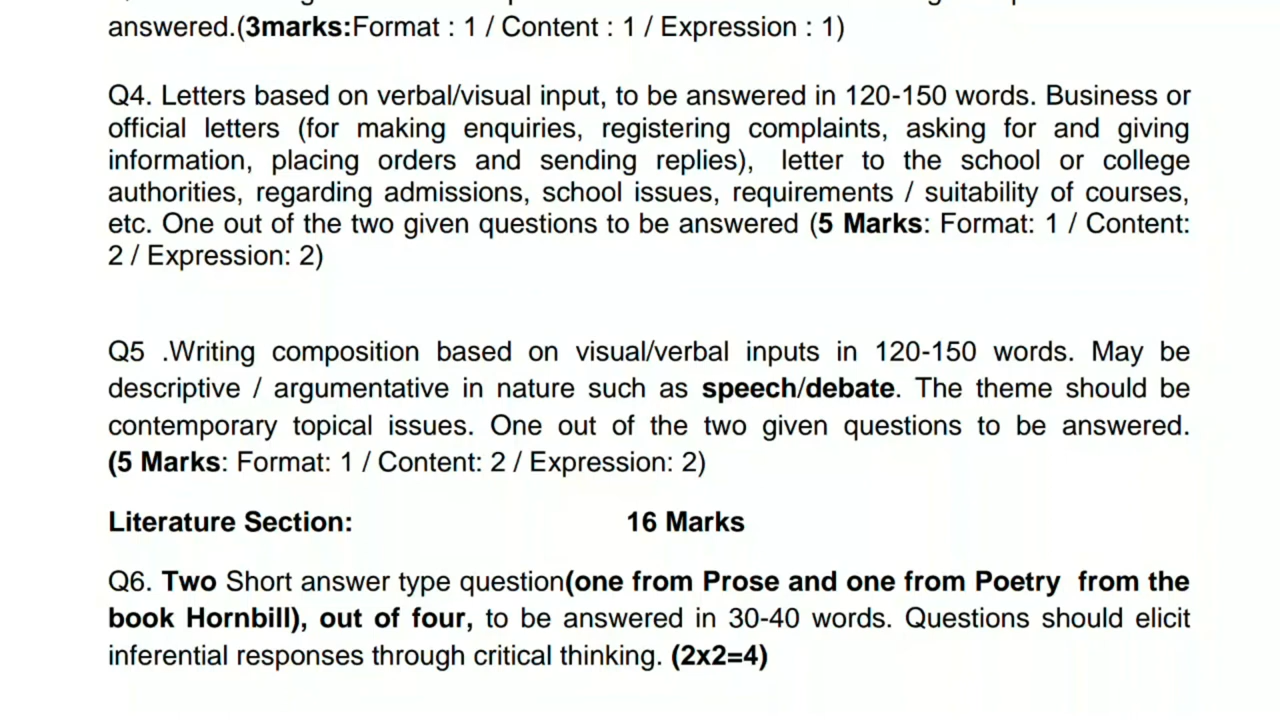 answered.(3marks:Format : 1 / Content : 1 / Expression : 1)
Q4. Letters based on verbal/visual input, to be answered in 120-150 words. Business or
official letters (for making enquiries, registering complaints, asking for and giving
information, placing orders and sending replies), letter to the school or college
authorities, regarding admissions, school issues, requirements / suitability of courses,
etc. One out of the two given questions to be answered (5 Marks: Format: 1 / Content:
2 / Expression: 2)
Q5 .Writing composition based on visual/verbal inputs in 120-150 words. May be
descriptive / argumentative in nature such as speech/debate. The theme should be
contemporary topical issues. One out of the two given questions to be answered.
(5 Marks: Format: 1 / Content: 2 / Expression: 2)
Literature Section: 16 Marks
Q6. Two Short answer type question(one from Prose and one from Poetry from the
book Hornbill), out of four, to be answered in 30-40 words. Questions should elicit
inferential responses through critical thinking. (2x2=4)